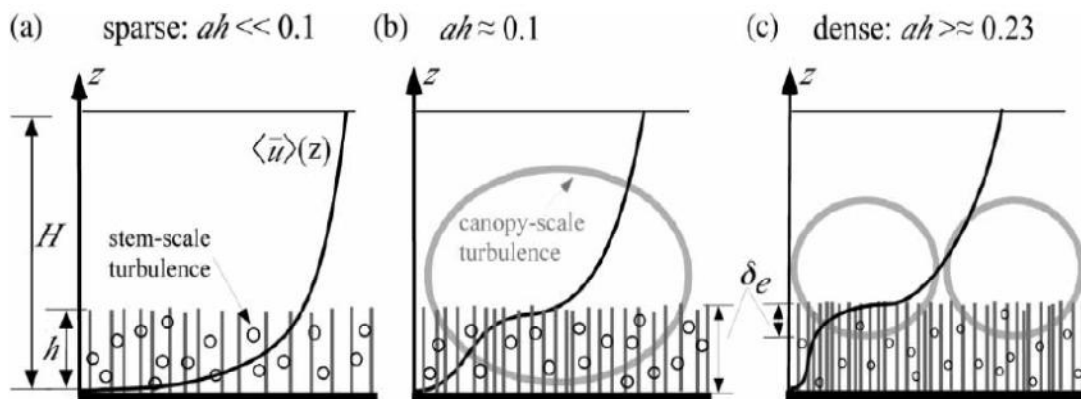 (a) sparse: ah << 0.1
(b) ah ≈ 0.1
(c) dense: ah >≈ 0.23
z
z
z
⟨ū⟩(z)
H
h
stem-scale
turbulence
canopy-scale
turbulence
δe